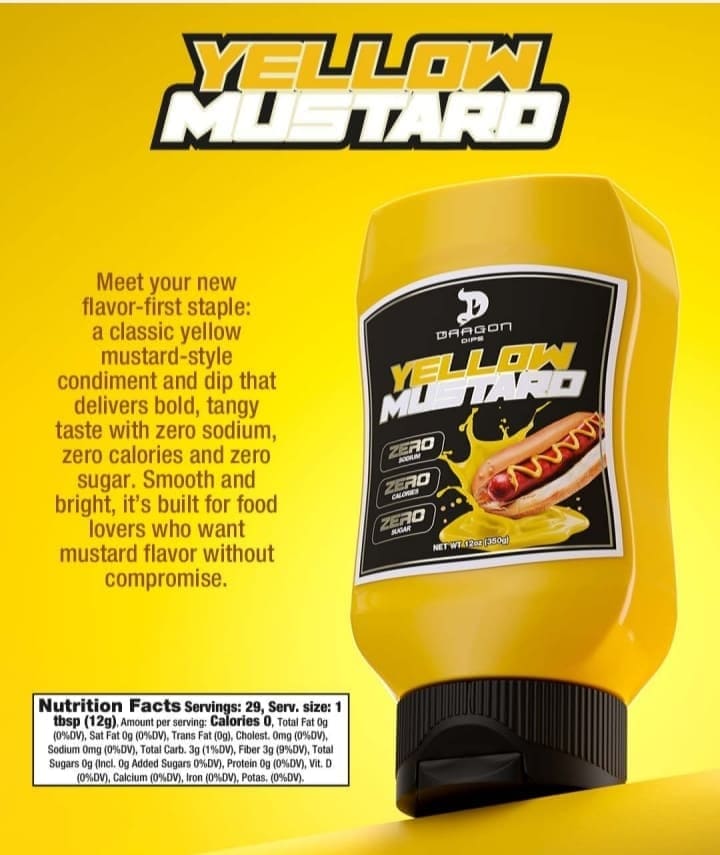 YELLOW
MUSTARD
Meet your new
flavor-first staple:
a classic yellow
mustard-style
condiment and dip that
delivers bold, tangy
taste with zero sodium,
zero calories and zero
sugar. Smooth and
bright, it's built for food
lovers who want
mustard flavor without
compromise.
D
DRAGON
DIPS
YELLOW
MUSTARD
ZERO
SODIUM
ZERO
CALORIES
ZERO
SUGAR
NET WT.12oz (350g)
Nutrition Facts Servings: 29, Serv. size: 1
tbsp (12g), Amount per serving: Calories 0, Total Fat 0g
(0%DV), Sat Fat 0g (0%DV), Trans Fat (0g), Cholest. 0mg (0%DV),
Sodium 0mg (0%DV), Total Carb. 3g (1%DV), Fiber 3g (9%DV), Total
Sugars 0g (Incl. 0g Added Sugars 0%DV), Protein 0g (0%DV), Vit. D
(0%DV), Calcium (0%DV), Iron (0%DV), Potas. (0%DV).